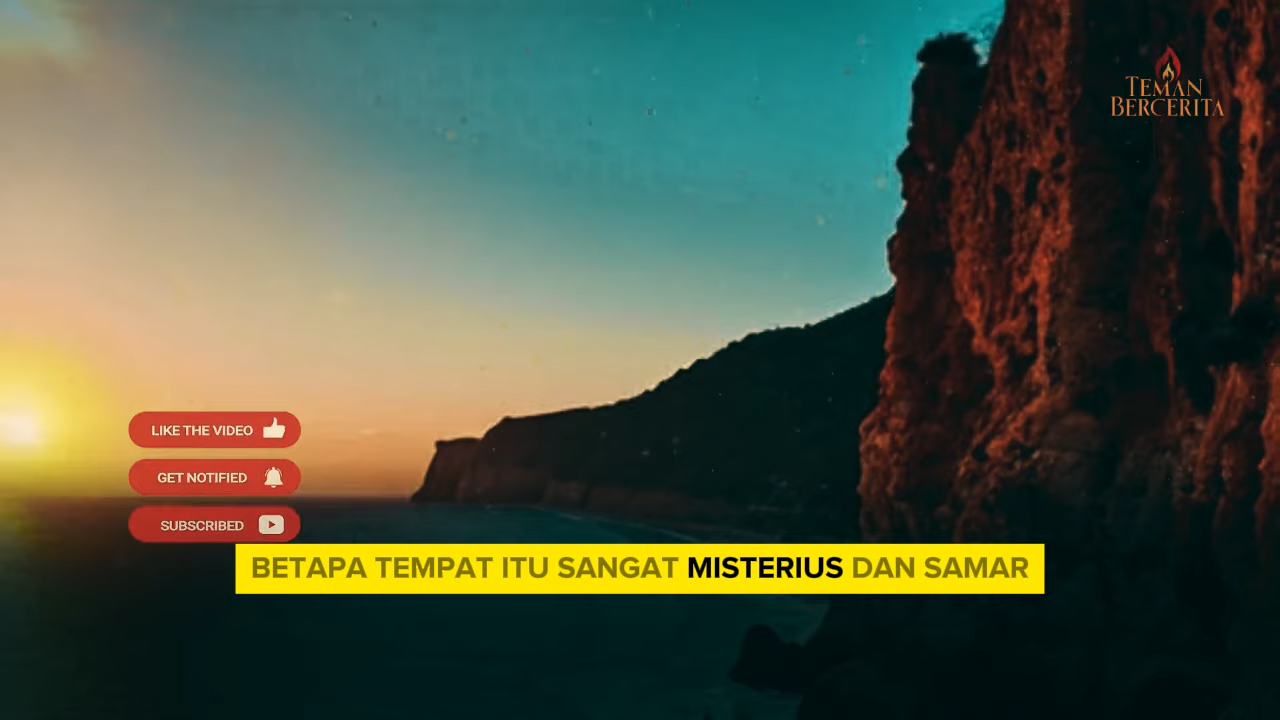 TEMAN
BERCERITA
LIKE THE VIDEO
GET NOTIFIED
SUBSCRIBED
BETAPA TEMPAT ITU SANGAT MISTERIUS DAN SAMAR